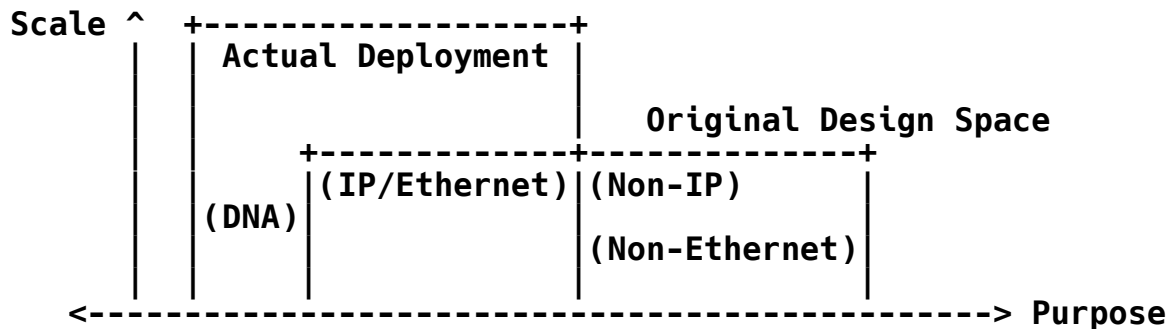 Scale ^ +--------------------+
| | Actual Deployment |
| | |
| | | Original Design Space
| | +--------------+----------------+
| | |(IP/Ethernet)|(Non-IP) |
| |(DNA)| | |
| | | |(Non-Ethernet)|
| | | | |
<-----------------------------------------------> Purpose